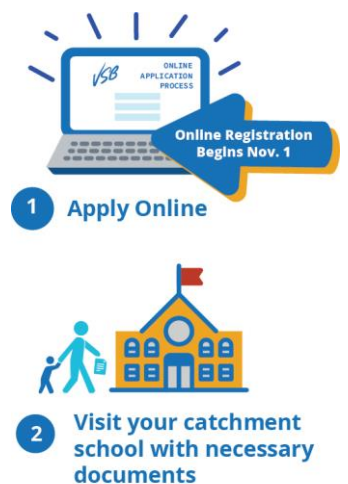 VSB
ONLINE
APPLICATION
PROCESS
Online Registration
Begins Nov. 1
1 Apply Online
2 Visit your catchment
school with necessary
documents